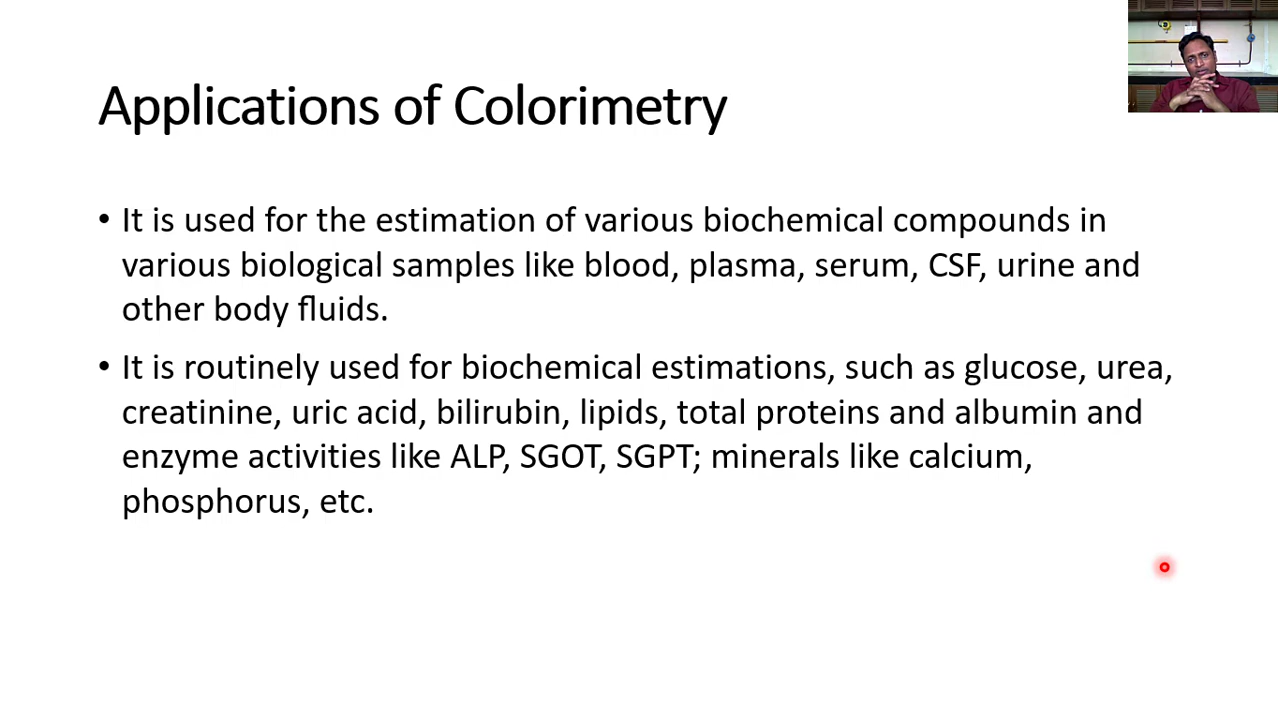 Applications of Colorimetry
• It is used for the estimation of various biochemical compounds in
various biological samples like blood, plasma, serum, CSF, urine and
other body fluids.
• It is routinely used for biochemical estimations, such as glucose, urea,
creatinine, uric acid, bilirubin, lipids, total proteins and albumin and
enzyme activities like ALP, SGOT, SGPT; minerals like calcium,
phosphorus, etc.